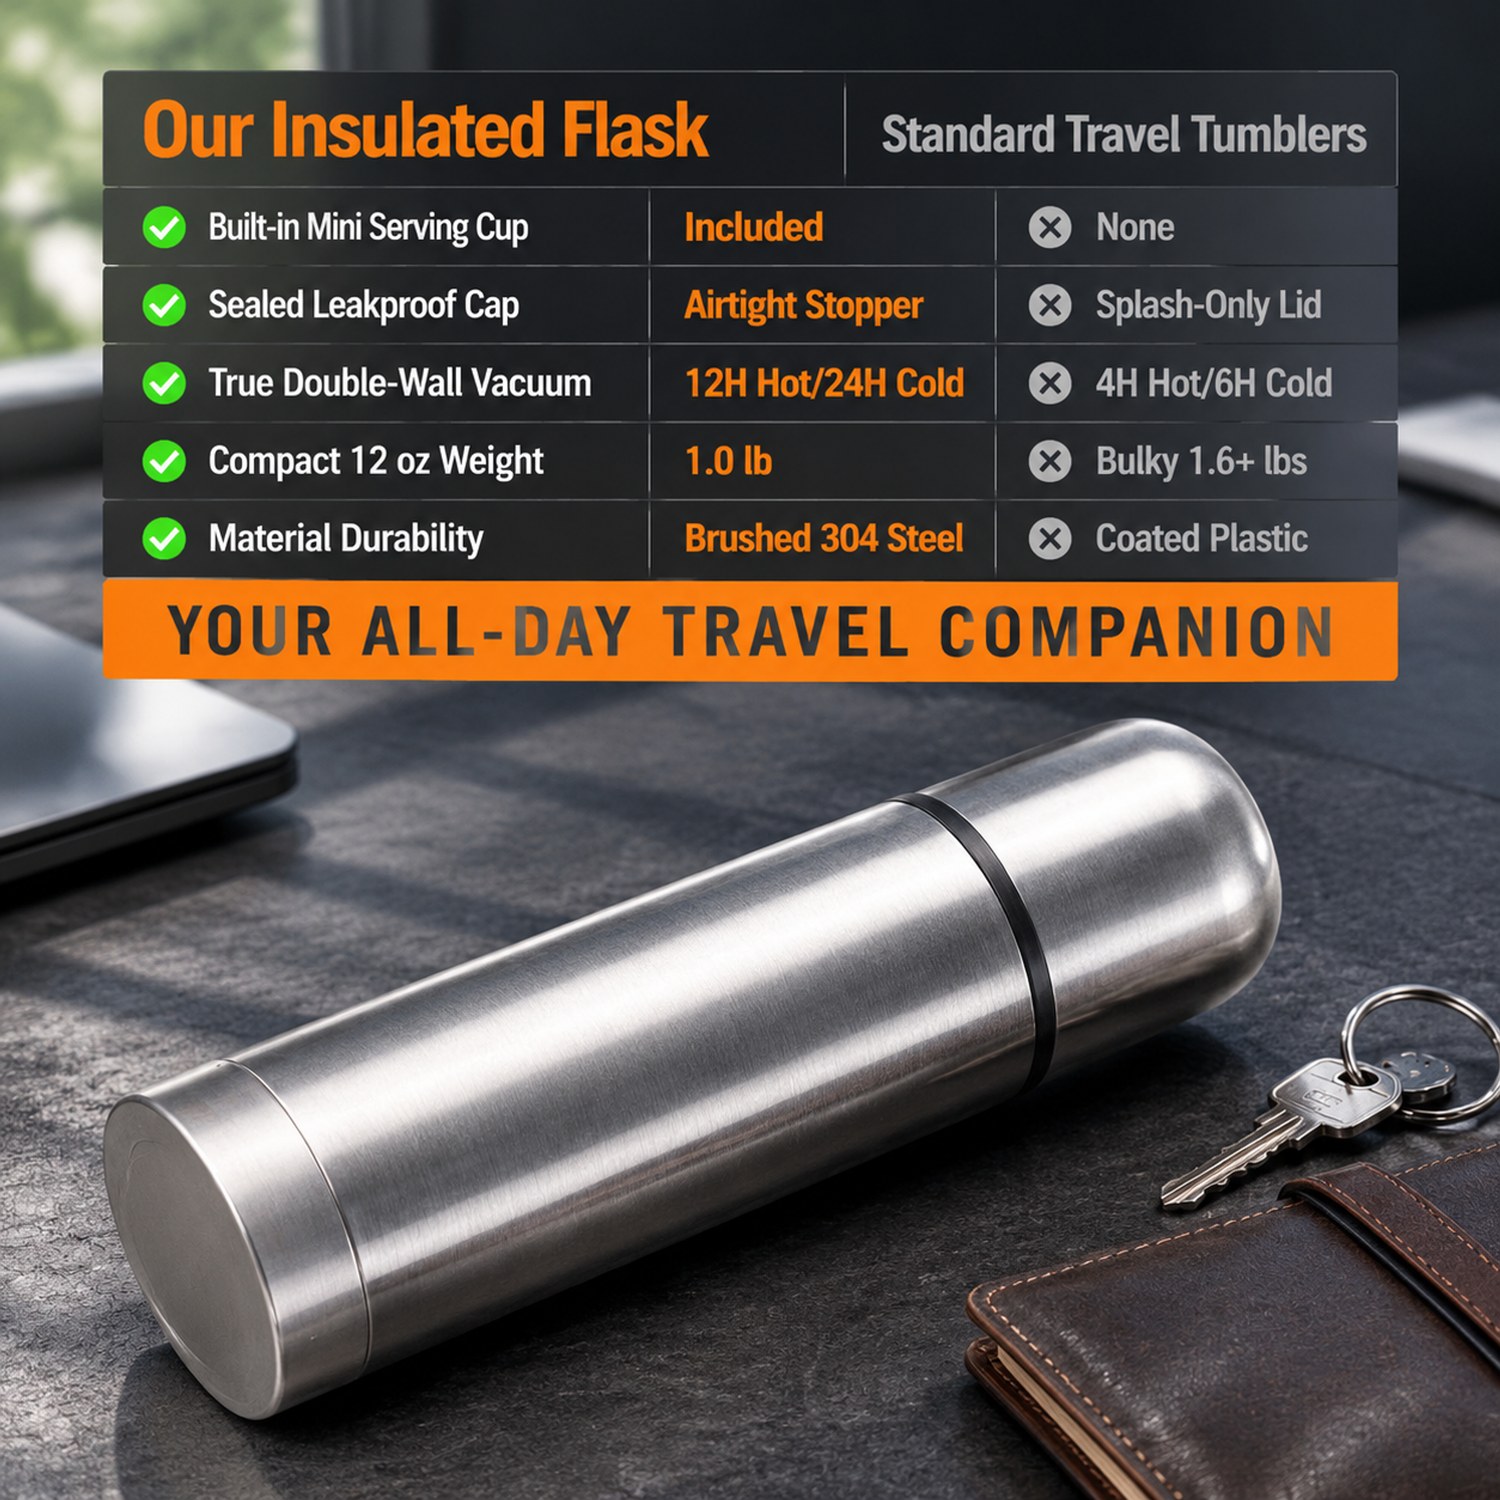 Our Insulated Flask Standard Travel Tumblers
Built-in Mini Serving Cup Included None
Sealed Leakproof Cap Airtight Stopper Splash-Only Lid
True Double-Wall Vacuum 12H Hot/24H Cold 4H Hot/6H Cold
Compact 12 oz Weight 1.0 lb Bulky 1.6+ lbs
Material Durability Brushed 304 Steel Coated Plastic
YOUR ALL-DAY TRAVEL COMPANION